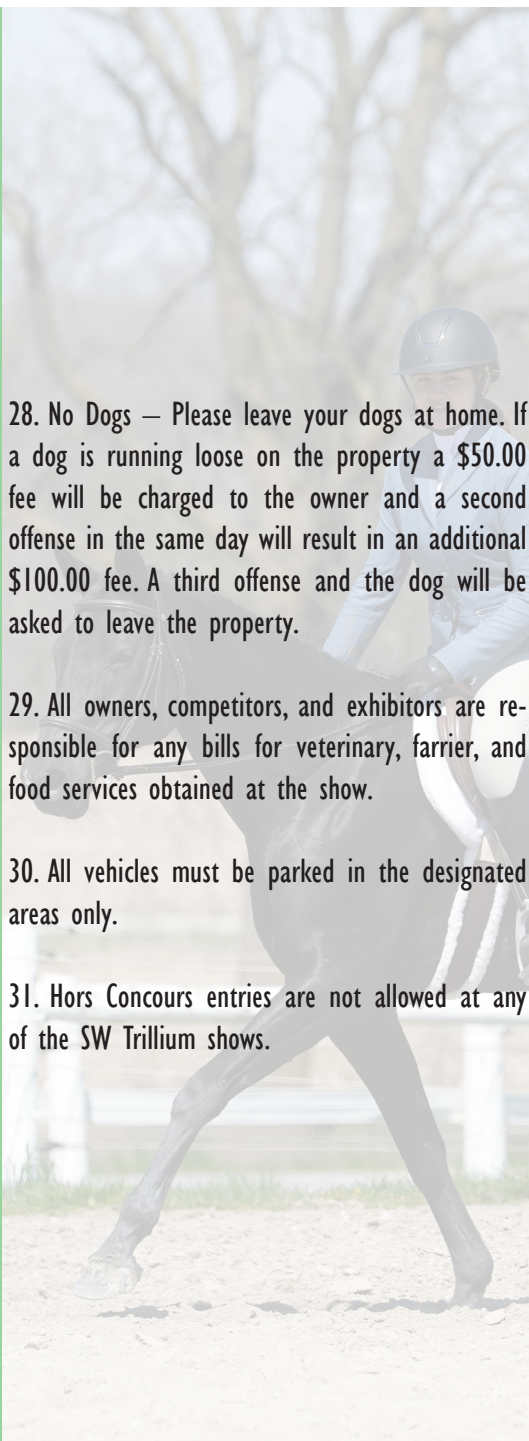 28. No Dogs – Please leave your dogs at home. If
a dog is running loose on the property a $50.00
fee will be charged to the owner and a second
offense in the same day will result in an additional
$100.00 fee. A third offense and the dog will be
asked to leave the property.
29. All owners, competitors, and exhibitors are re-
sponsible for any bills for veterinary, farrier, and
food services obtained at the show.
30. All vehicles must be parked in the designated
areas only.
31. Hors Concours entries are not allowed at any
of the SW Trillium shows.